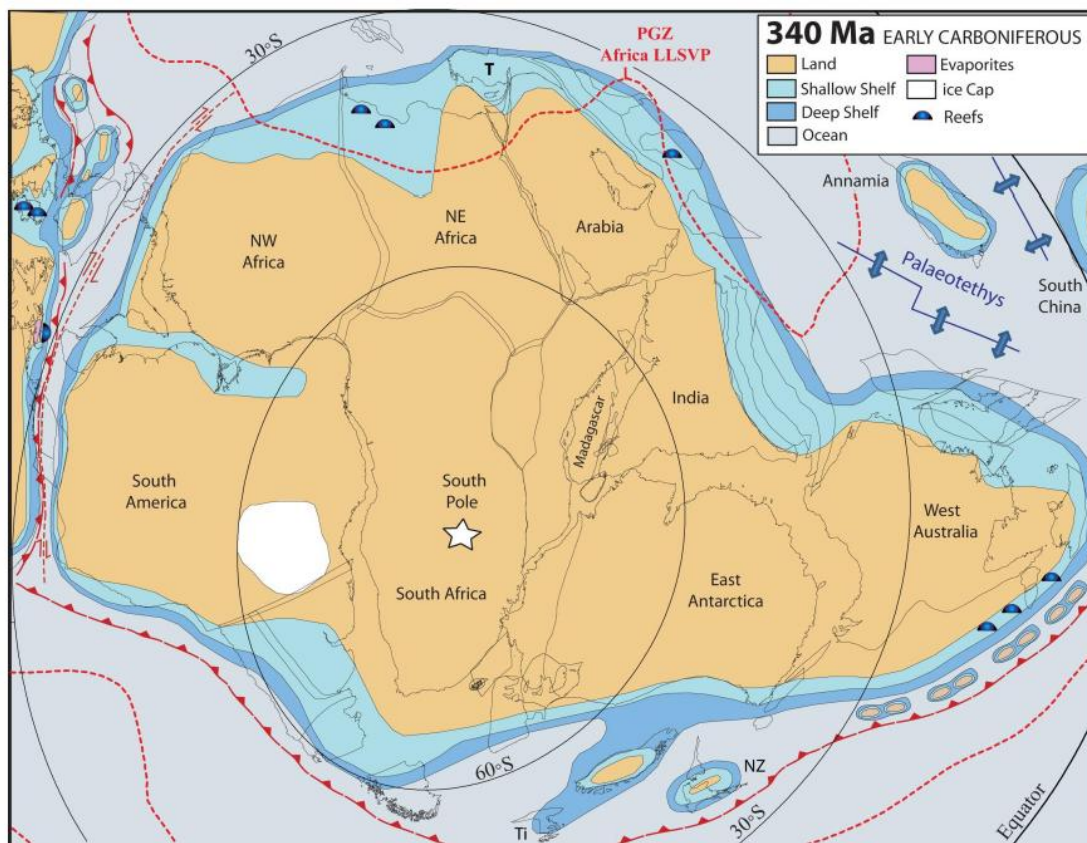 340 Ma EARLY CARBONIFEROUS
Land
Shallow Shelf
Deep Shelf
Ocean
Evaporites
ice Cap
Reefs
30°S
PGZ
Africa LLSVP
T
Annamia
Palaeotethys
South
China
NW
Africa
NE
Africa
Arabia
India
Madagascar
South
America
South
Pole
South Africa
East
Antarctica
West
Australia
60°S
NZ
Ti
30°S
Equator